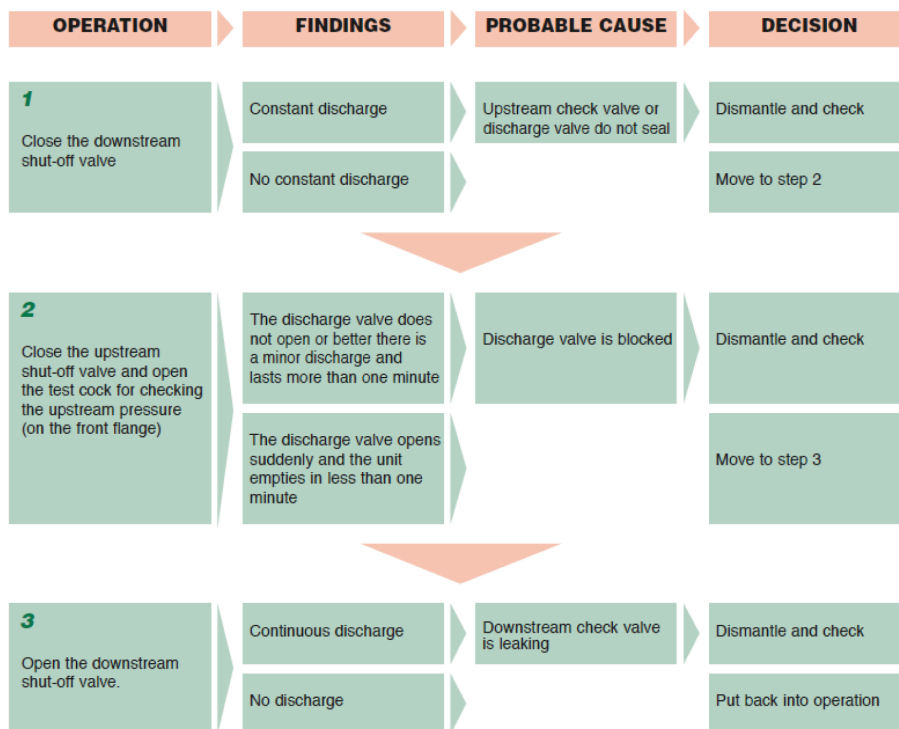 OPERATION
FINDINGS
PROBABLE CAUSE
DECISION
1
Close the downstream
shut-off valve
Constant discharge
Upstream check valve or
discharge valve do not seal
Dismantle and check
No constant discharge
Move to step 2
2
Close the upstream
shut-off valve and open
the test cock for checking
the upstream pressure
(on the front flange)
The discharge valve does
not open or better there is
a minor discharge and
lasts more than one minute
Discharge valve is blocked
Dismantle and check
The discharge valve opens
suddenly and the unit
empties in less than one
minute
Move to step 3
3
Open the downstream
shut-off valve.
Continuous discharge
Downstream check valve
is leaking
Dismantle and check
No discharge
Put back into operation